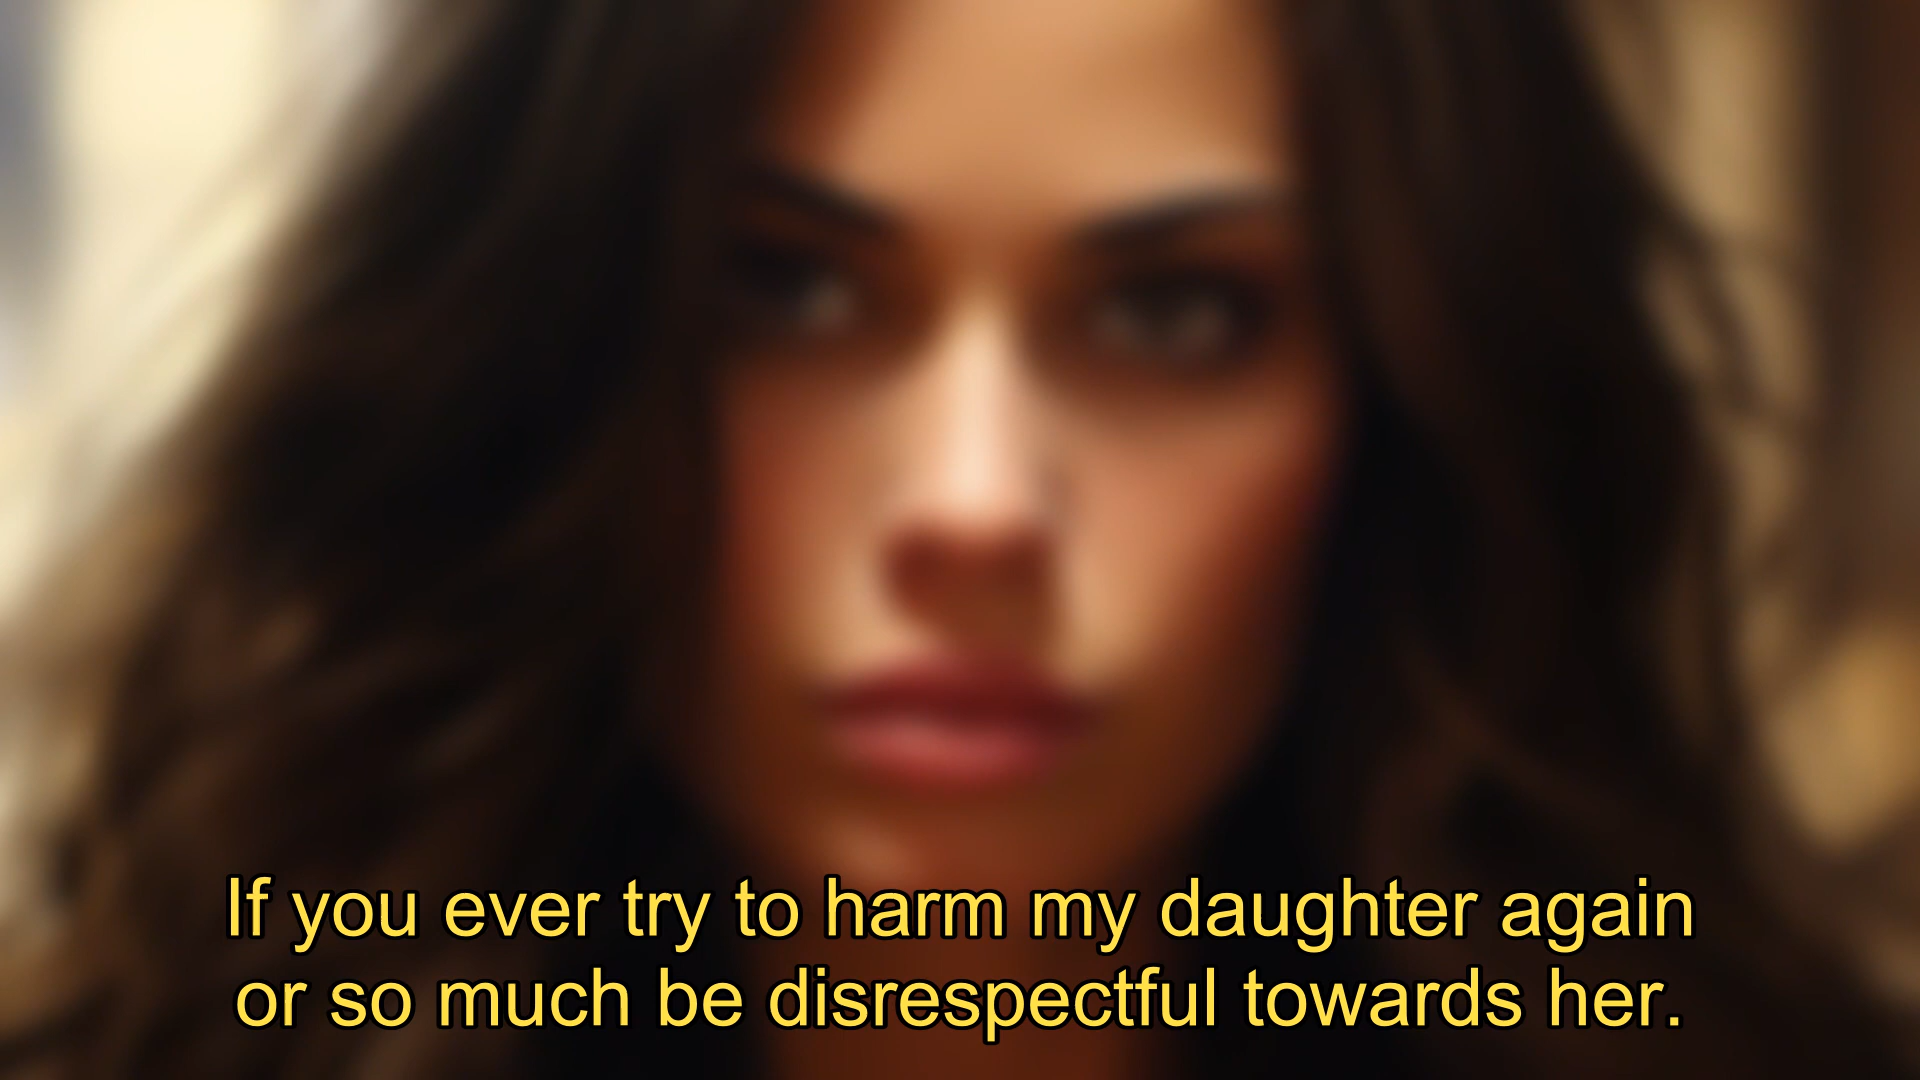 If you ever try to harm my daughter again
or so much be disrespectful towards her.